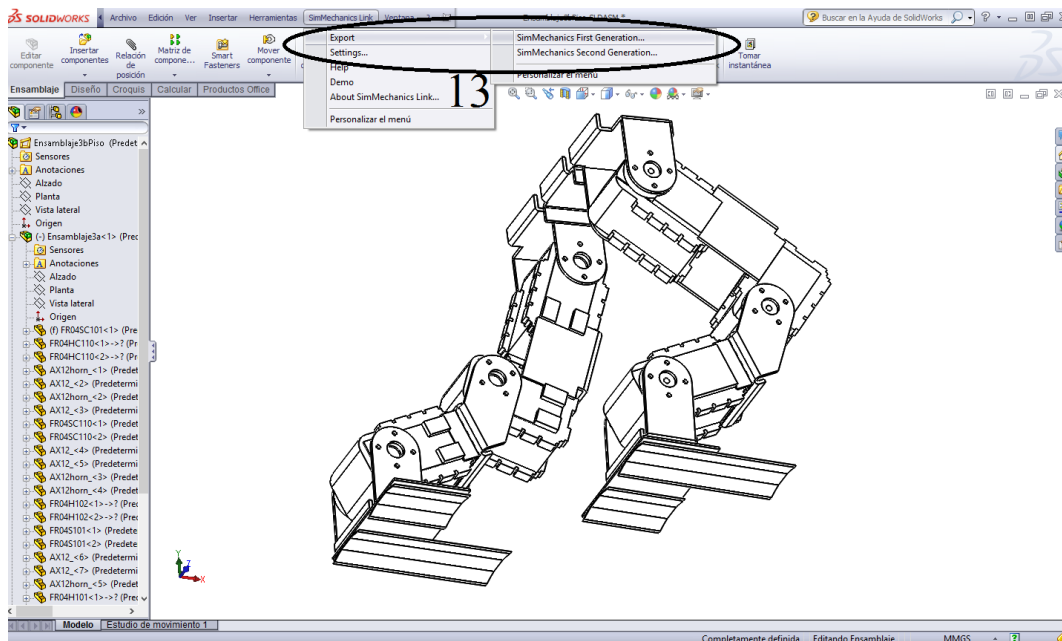 SOLIDWORKS
Archivo Edición Ver Insertar Herramientas SimMechanics Link Ventana ?
Buscar en la Ayuda de SolidWorks
Editar componente
Insertar componentes
Relación de posición
Matriz de compone...
Smart Fasteners
Mover componente
Tomar instantánea
Export
Settings...
Help
Demo
About SimMechanics Link...
Personalizar el menú
SimMechanics First Generation...
SimMechanics Second Generation...
Personalizar el menú
13
Ensamblaje Diseño Croquis Calcular Productos Office
Ensamblaje3bPiso (Predet
Sensores
Anotaciones
Alzado
Planta
Vista lateral
Origen
(-) Ensamblaje3a<1> (Prec
Sensores
Anotaciones
Alzado
Planta
Vista lateral
Origen
(f) FR04SC101<1> (Pre
FR04HC110<1>->? (Pr
FR04HC110<2>->? (Pr
AX12horn_<1> (Predet
AX12_<2> (Predetermi
AX12horn_<2> (Predet
AX12_<3> (Predetermi
FR04SC110<1> (Predet
FR04SC110<2> (Predet
AX12_<4> (Predetermi
AX12_<5> (Predetermi
AX12horn_<3> (Predet
AX12horn_<4> (Predet
FR04H102<1>->? (Prec
FR04H102<2>->? (Prec
FR04S101<1> (Predete
FR04S101<2> (Predete
AX12_<6> (Predetermi
AX12_<7> (Predetermi
AX12horn_<5> (Predet
FR04H101<1>->? (Prec
Y
Z
X
Modelo Estudio de movimiento 1
Completamente definida Editando Ensamblaje MMGS